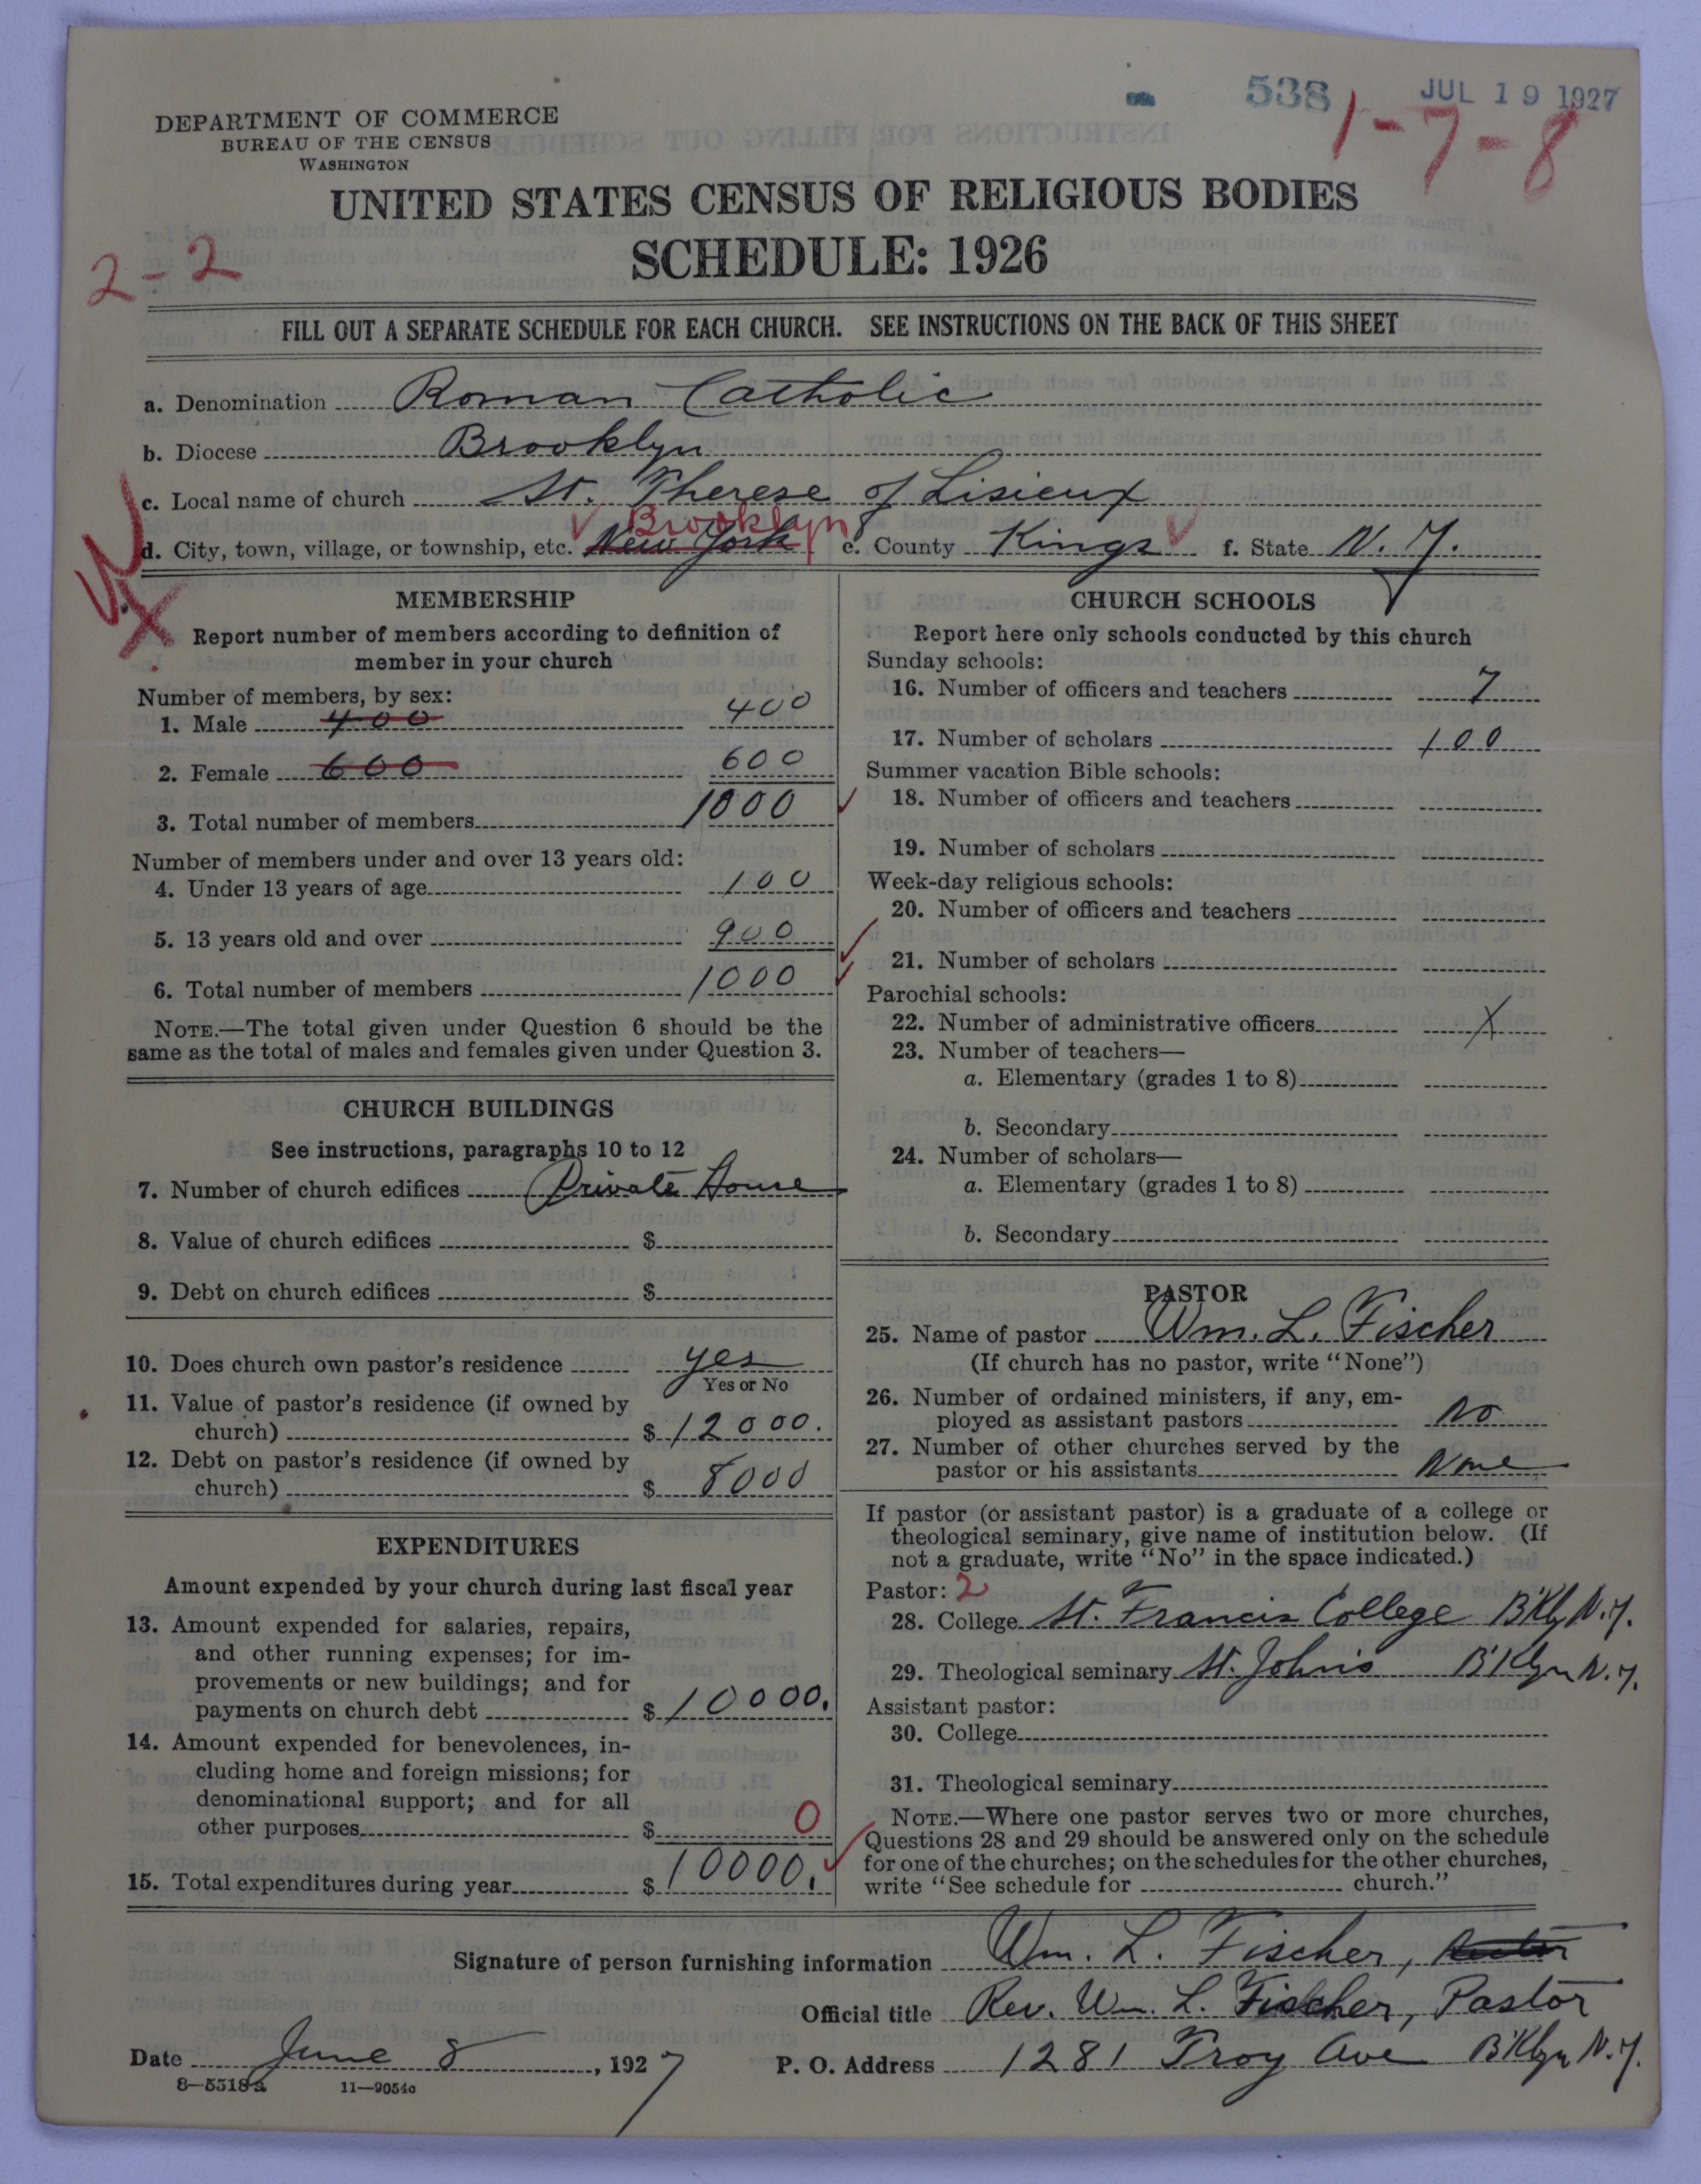 538 JUL 19 1927
1-7-8
DEPARTMENT OF COMMERCE
BUREAU OF THE CENSUS
WASHINGTON
UNITED STATES CENSUS OF RELIGIOUS BODIES
SCHEDULE: 1926
2-2
FILL OUT A SEPARATE SCHEDULE FOR EACH CHURCH. SEE INSTRUCTIONS ON THE BACK OF THIS SHEET
a. Denomination Roman Catholic
b. Diocese Brooklyn
c. Local name of church St. Therese of Lisieux
Brooklyn
d. City, town, village, or township, etc. New York e. County Kings f. State N.Y.
MEMBERSHIP
Report number of members according to definition of
member in your church
Number of members, by sex:
1. Male 400 400
2. Female 600 600
3. Total number of members 1000
Number of members under and over 13 years old:
4. Under 13 years of age 100
5. 13 years old and over 900
6. Total number of members 1000
NOTE.—The total given under Question 6 should be the
same as the total of males and females given under Question 3.
CHURCH BUILDINGS
See instructions, paragraphs 10 to 12
7. Number of church edifices Private House
8. Value of church edifices $
9. Debt on church edifices $
10. Does church own pastor's residence yes
Yes or No
11. Value of pastor's residence (if owned by
church) $ 12000.
12. Debt on pastor's residence (if owned by
church) $ 8000
EXPENDITURES
Amount expended by your church during last fiscal year
13. Amount expended for salaries, repairs,
and other running expenses; for im-
provements or new buildings; and for
payments on church debt $ 10000.
14. Amount expended for benevolences, in-
cluding home and foreign missions; for
denominational support; and for all
other purposes $ 0
15. Total expenditures during year $ 10000.
CHURCH SCHOOLS
Report here only schools conducted by this church
Sunday schools:
16. Number of officers and teachers 7
17. Number of scholars 100
Summer vacation Bible schools:
18. Number of officers and teachers
19. Number of scholars
Week-day religious schools:
20. Number of officers and teachers
21. Number of scholars
Parochial schools:
22. Number of administrative officers X
23. Number of teachers—
a. Elementary (grades 1 to 8)
b. Secondary
24. Number of scholars—
a. Elementary (grades 1 to 8)
b. Secondary
PASTOR
25. Name of pastor Wm. L. Fischer
(If church has no pastor, write "None")
26. Number of ordained ministers, if any, em-
ployed as assistant pastors No
27. Number of other churches served by the
pastor or his assistants None
If pastor (or assistant pastor) is a graduate of a college or
theological seminary, give name of institution below. (If
not a graduate, write "No" in the space indicated.)
Pastor: 2
28. College St. Francis College B'Kly N.Y.
29. Theological seminary St. Johns B'Klyn N.Y.
Assistant pastor:
30. College
31. Theological seminary
NOTE.—Where one pastor serves two or more churches,
Questions 28 and 29 should be answered only on the schedule
for one of the churches; on the schedules for the other churches,
write "See schedule for church."
Signature of person furnishing information Wm. L. Fischer, Rector
Official title Rev. Wm. L. Fischer, Pastor
Date June 8, 1927 P. O. Address 1281 Troy Ave B'Klyn N.Y.
8—5518a 11—9054a